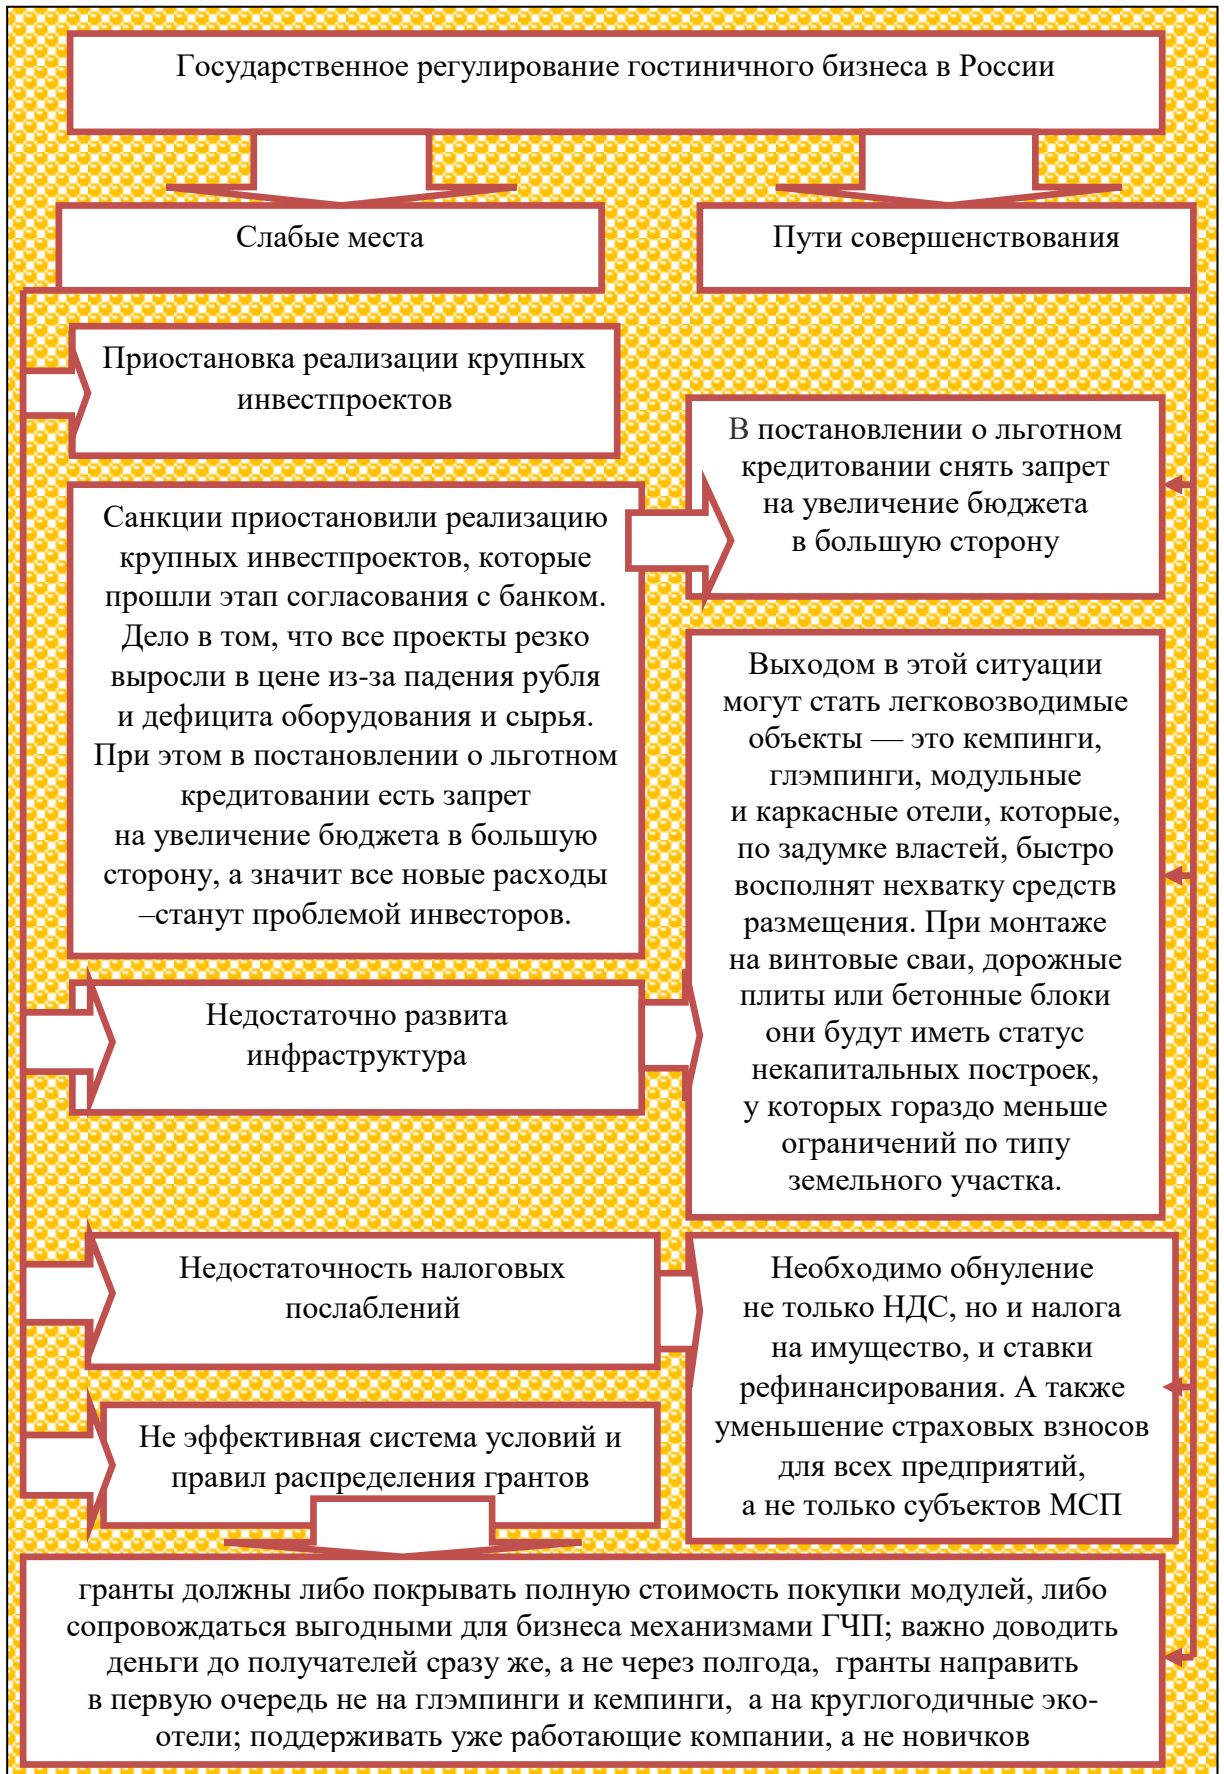 Государственное регулирование гостиничного бизнеса в России
Слабые места
Пути совершенствования
Приостановка реализации крупных
инвестпроектов
Санкции приостановили реализацию
крупных инвестпроектов, которые
прошли этап согласования с банком.
Дело в том, что все проекты резко
выросли в цене из-за падения рубля
и дефицита оборудования и сырья.
При этом в постановлении о льготном
кредитовании есть запрет
на увеличение бюджета в большую
сторону, а значит все новые расходы
–станут проблемой инвесторов.
В постановлении о льготном
кредитовании снять запрет
на увеличение бюджета
в большую сторону
Недостаточно развита
инфраструктура
Выходом в этой ситуации
могут стать легковозводимые
объекты — это кемпинги,
глэмпинги, модульные
и каркасные отели, которые,
по задумке властей, быстро
восполнят нехватку средств
размещения. При монтаже
на винтовые сваи, дорожные
плиты или бетонные блоки
они будут иметь статус
некапитальных построек,
у которых гораздо меньше
ограничений по типу
земельного участка.
Недостаточность налоговых
послаблений
Необходимо обнуление
не только НДС, но и налога
на имущество, и ставки
рефинансирования. А также
уменьшение страховых взносов
для всех предприятий,
а не только субъектов МСП
Не эффективная система условий и
правил распределения грантов
гранты должны либо покрывать полную стоимость покупки модулей, либо
сопровождаться выгодными для бизнеса механизмами ГЧП; важно доводить
деньги до получателей сразу же, а не через полгода, гранты направить
в первую очередь не на глэмпинги и кемпинги, а на круглогодичные эко-
отели; поддерживать уже работающие компании, а не новичков